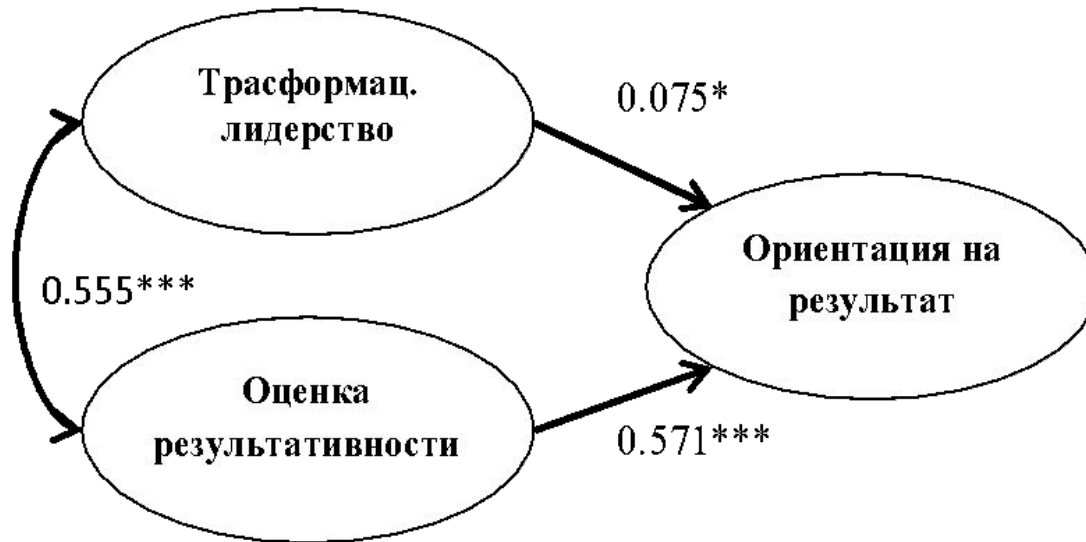 Трасформац.
лидерство
0.075*
Ориентация на
результат
0.555***
Оценка
результативности
0.571***